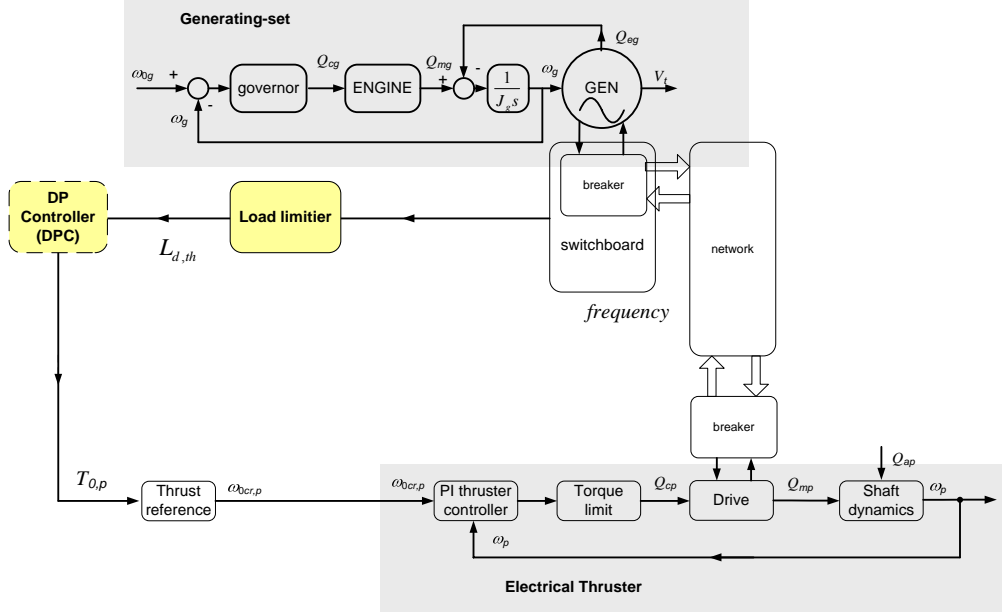 Generating-set
ω0g
+
-
ωg
governor
Qcg
ENGINE
Qmg
+
-
1
Jg s
ωg
Qeg
GEN
Vt
breaker
switchboard
network
frequency
DP
Controller
(DPC)
Ld,th
Load limitier
breaker
T0,p
Thrust
reference
ω0cr,p
ω0cr,p
PI thruster
controller
Torque
limit
Qcp
Drive
Qmp
Qap
Shaft
dynamics
ωp
ωp
Electrical Thruster